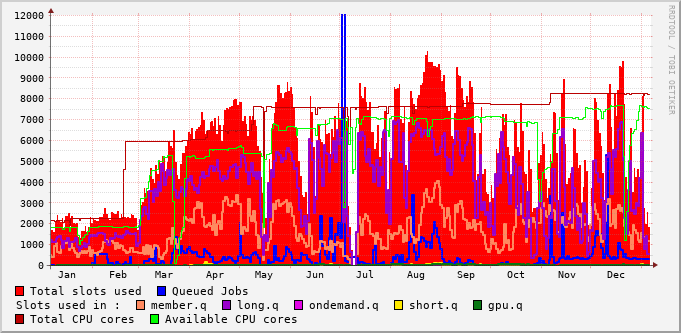 12000
11000
10000
9000
8000
7000
6000
5000
4000
3000
2000
1000
0
Jan Feb Mar Apr May Jun Jul Aug Sep Oct Nov Dec
RRDTOOL / TOBI OETIKER
Total slots used Queued Jobs
Slots used in : member.q long.q ondemand.q short.q gpu.q
Total CPU cores Available CPU cores